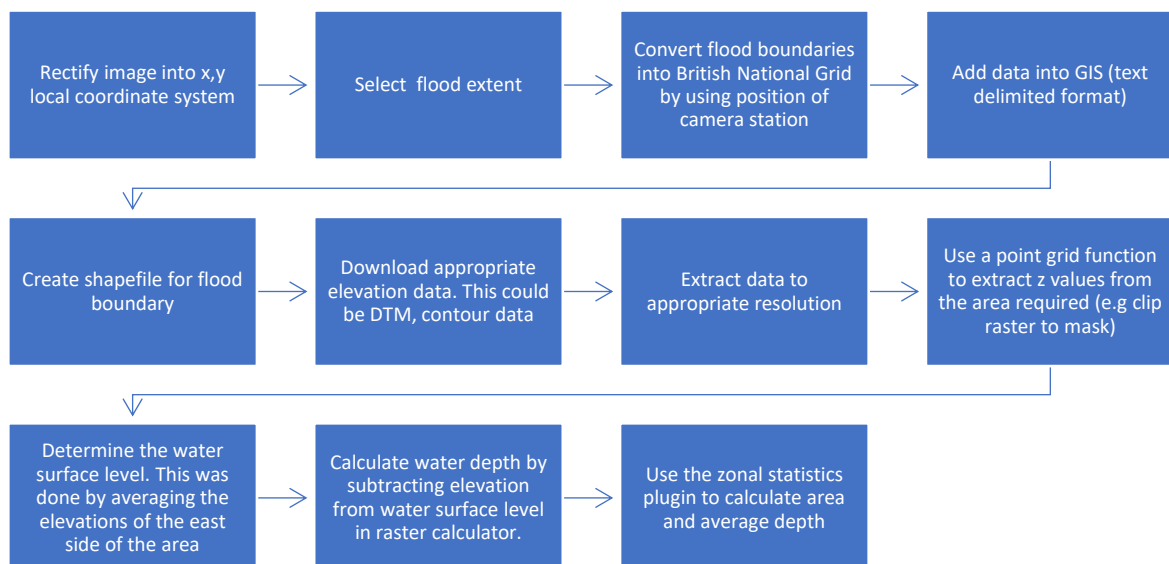 Rectify image into x,y
local coordinate system
Select  flood extent
Convert flood boundaries
into British National Grid
by using position of
camera station
Add data into GIS (text
delimited format)
Create shapefile for flood
boundary
Download appropriate
elevation data. This could
be DTM, contour data
Extract data to
appropriate resolution
Use a point grid function
to extract z values from
the area required (e.g clip
raster to mask)
Determine the water
surface level. This was
done by averaging the
elevations of the east
side of the area
Calculate water depth by
subtracting elevation
from water surface level
in raster calculator.
Use the zonal statistics
plugin to calculate area
and average depth